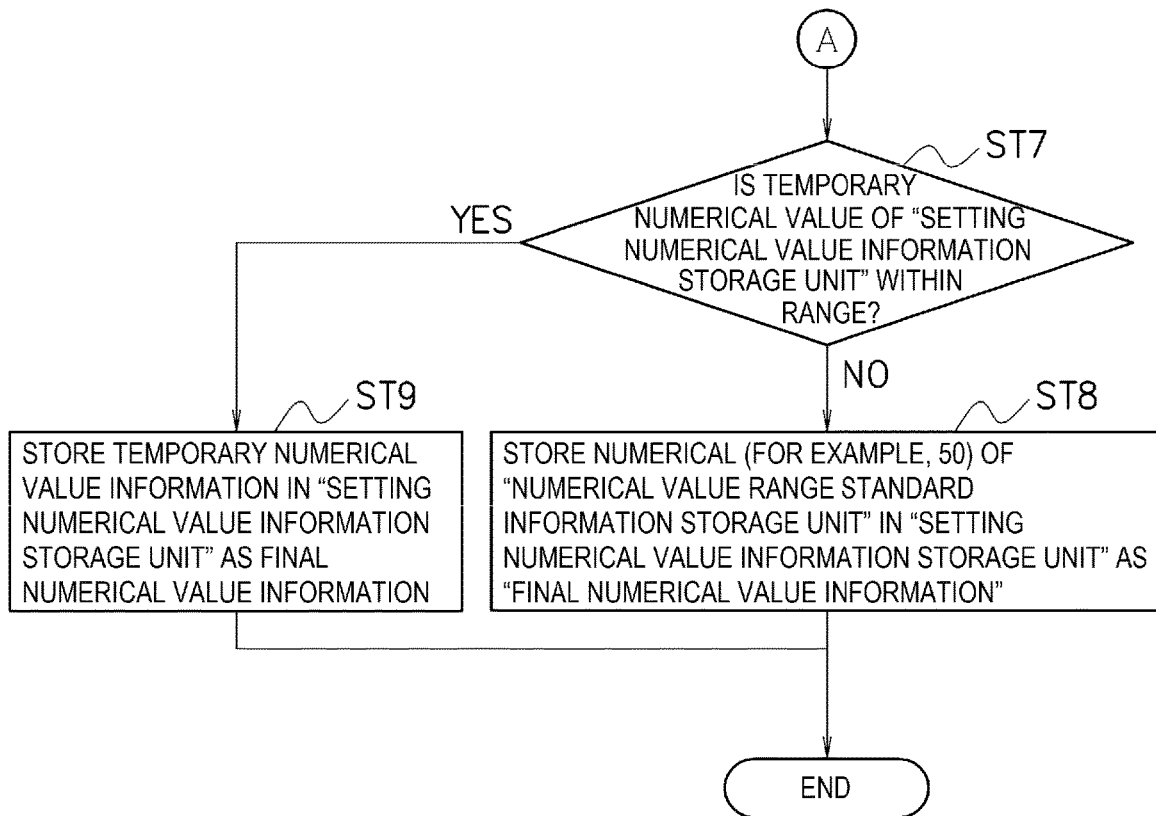 A
ST7
IS TEMPORARY
NUMERICAL VALUE OF “SETTING
NUMERICAL VALUE INFORMATION
STORAGE UNIT” WITHIN
RANGE?
YES
NO
ST9
STORE TEMPORARY NUMERICAL
VALUE INFORMATION IN “SETTING
NUMERICAL VALUE INFORMATION
STORAGE UNIT” AS FINAL
NUMERICAL VALUE INFORMATION
ST8
STORE NUMERICAL (FOR EXAMPLE, 50) OF
“NUMERICAL VALUE RANGE STANDARD
INFORMATION STORAGE UNIT” IN “SETTING
NUMERICAL VALUE INFORMATION STORAGE UNIT” AS
“FINAL NUMERICAL VALUE INFORMATION”
END